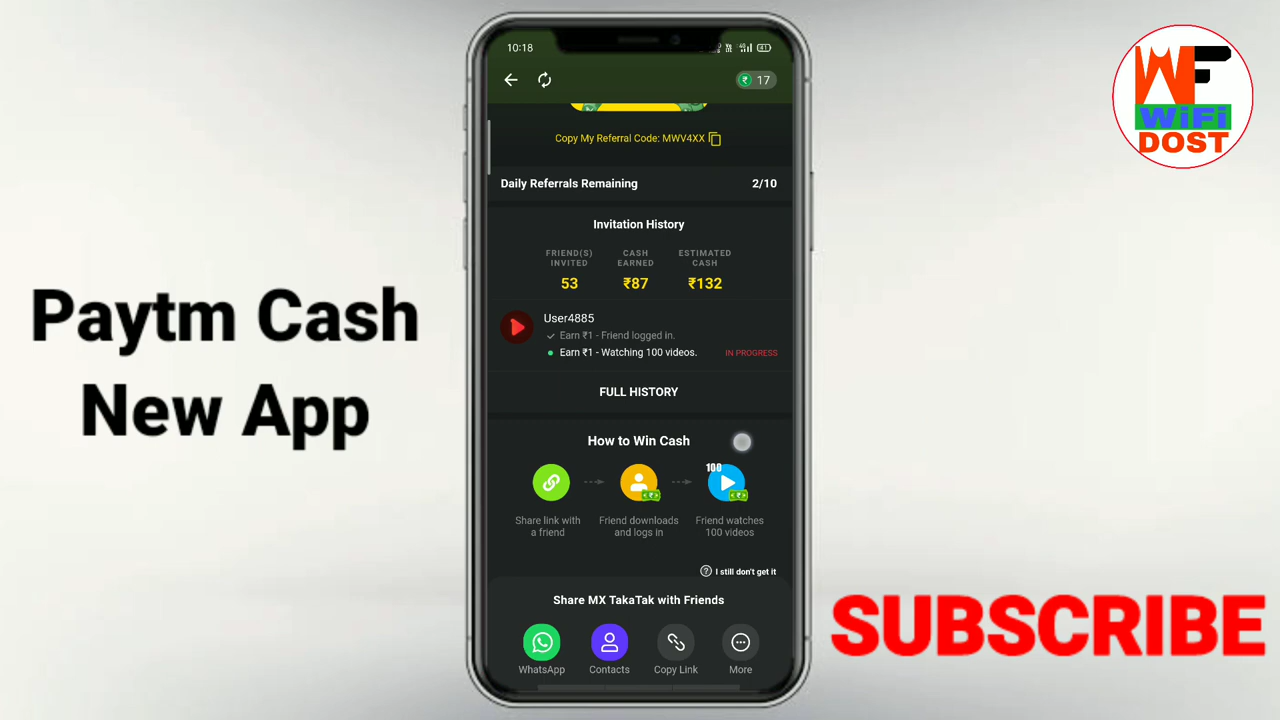 10:18
17
Copy My Referral Code: MWV4XX
Daily Referrals Remaining 2/10
Invitation History
FRIEND(S) INVITED
CASH EARNED
ESTIMATED CASH
53 ₹87 ₹132
User4885
Earn ₹1 - Friend logged in.
Earn ₹1 - Watching 100 videos. IN PROGRESS
FULL HISTORY
How to Win Cash
100
Share link with a friend
Friend downloads and logs in
Friend watches 100 videos
I still don't get it
Share MX TakaTak with Friends
WhatsApp Contacts Copy Link More
Paytm Cash
New App
WF
WiFi
DOST
SUBSCRIBE